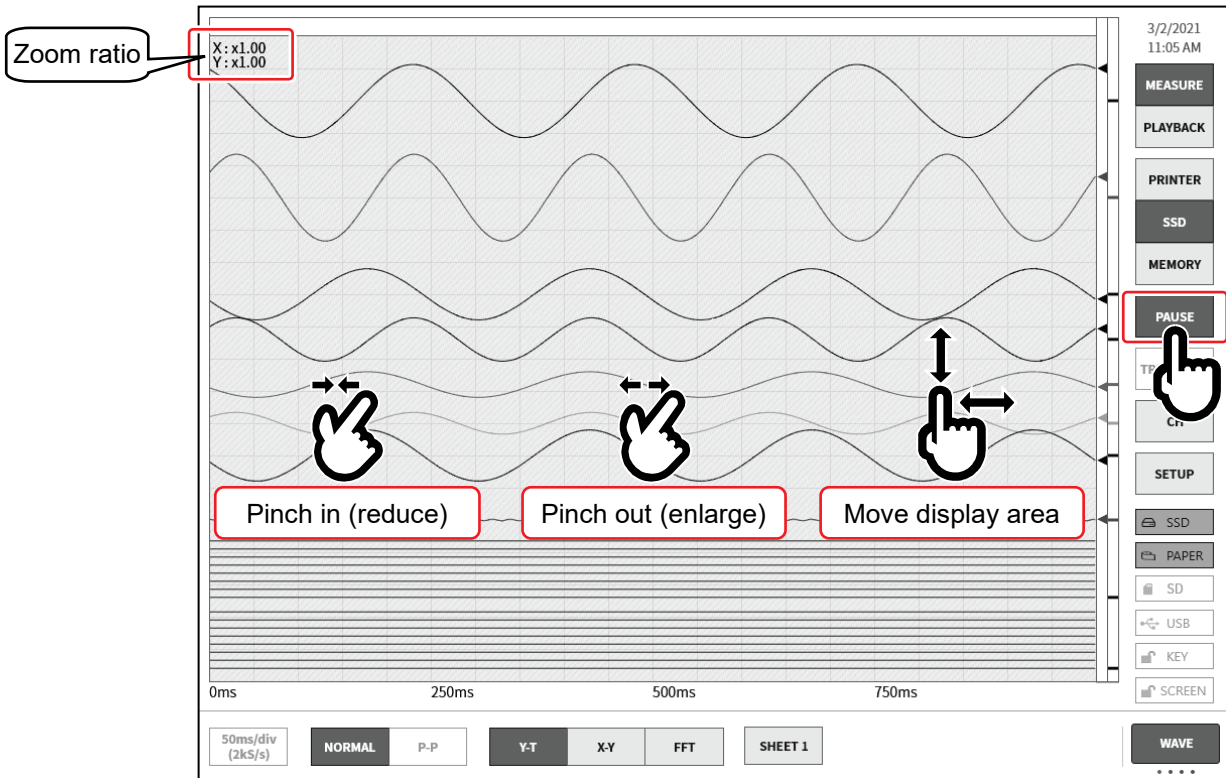 Zoom ratio
X : x1.00
Y : x1.00
3/2/2021
11:05 AM
MEASURE
PLAYBACK
PRINTER
SSD
MEMORY
PAUSE
CH
SETUP
SSD
PAPER
SD
USB
KEY
SCREEN
Pinch in (reduce)
Pinch out (enlarge)
Move display area
0ms
250ms
500ms
750ms
50ms/div
(2kS/s)
NORMAL
P-P
Y-T
X-Y
FFT
SHEET 1
WAVE